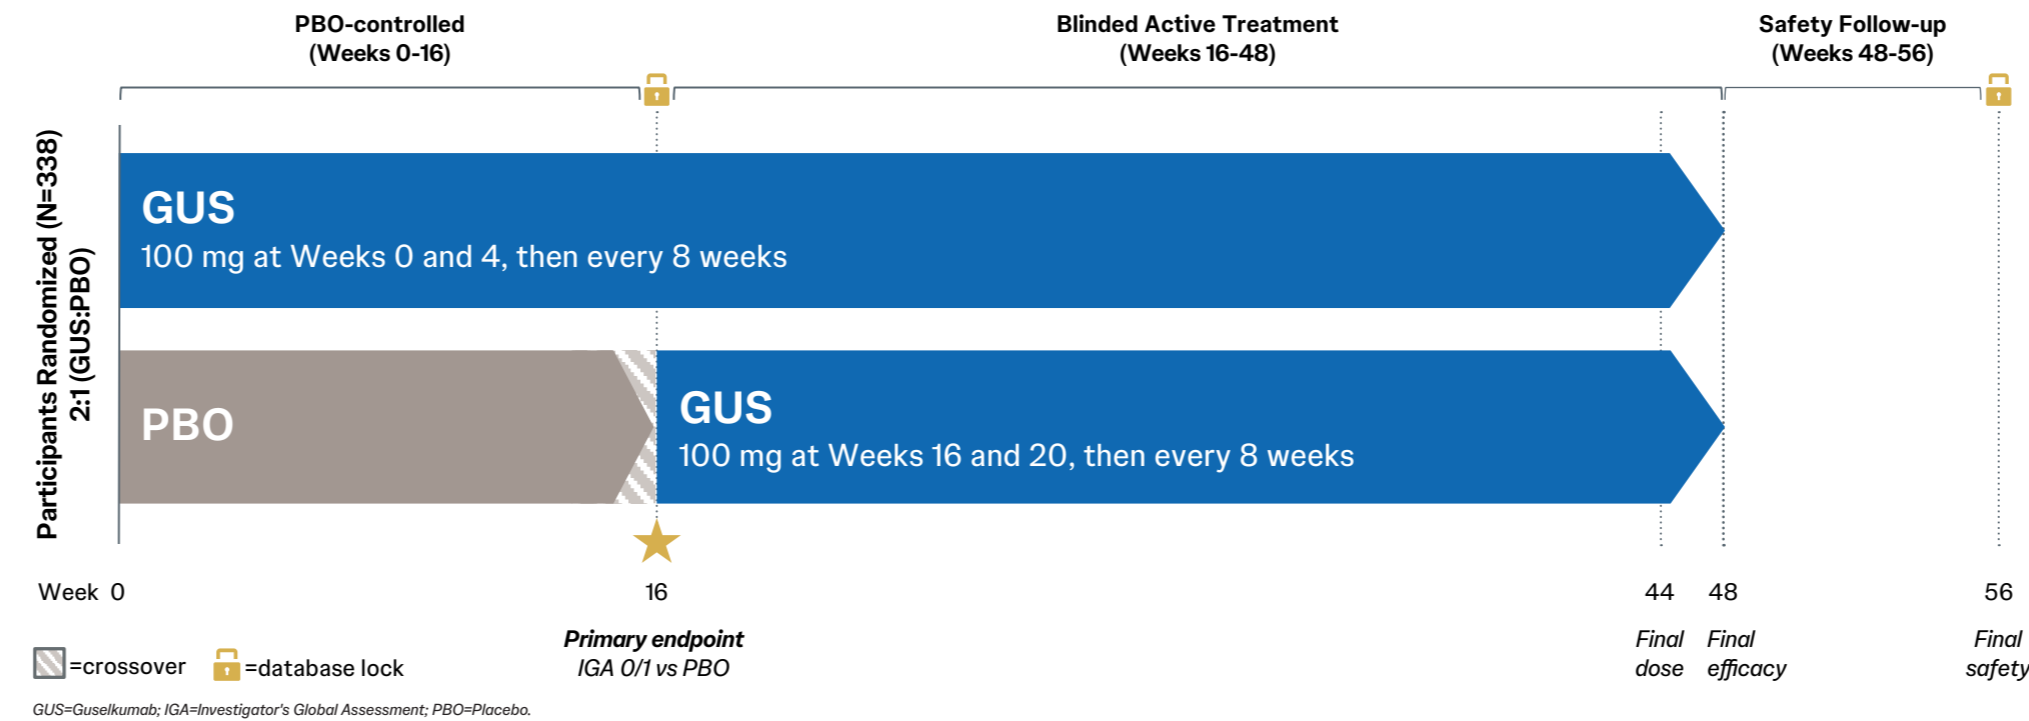 PBO-controlled
(Weeks 0-16)
Blinded Active Treatment
(Weeks 16-48)
Safety Follow-up
(Weeks 48-56)
Participants Randomized (N=338)
2:1 (GUS:PBO)
GUS
100 mg at Weeks 0 and 4, then every 8 weeks
PBO
GUS
100 mg at Weeks 16 and 20, then every 8 weeks
Week 0
16
44
48
56
Primary endpoint
IGA 0/1 vs PBO
Final
dose
Final
efficacy
Final
safety
=crossover
=database lock
GUS=Guselkumab; IGA=Investigator's Global Assessment; PBO=Placebo.